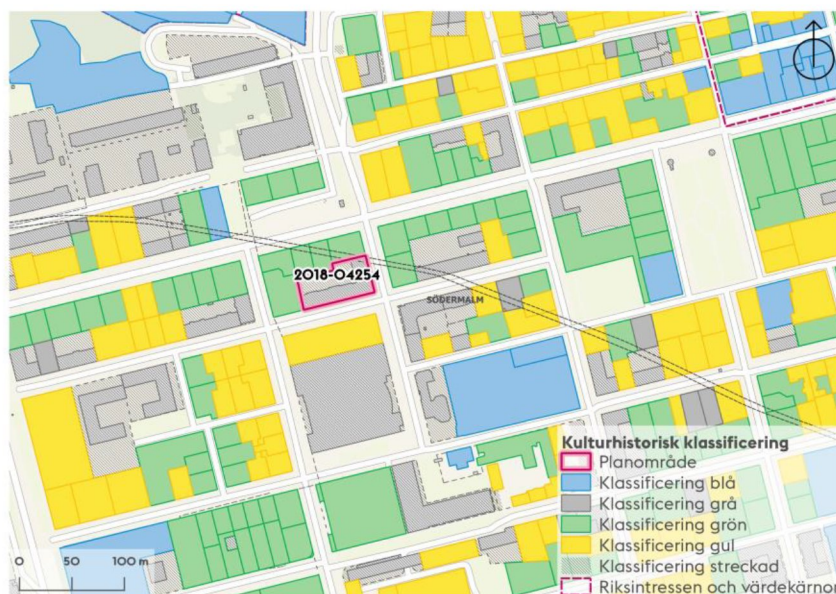 2018-04254
SÖDERMALM
Kulturhistorisk klassificering
Planområde
Klassificering blå
Klassificering grå
Klassificering grön
Klassificering gul
Klassificering streckad
Riksintressen och värdekärnor
0 50 100 m